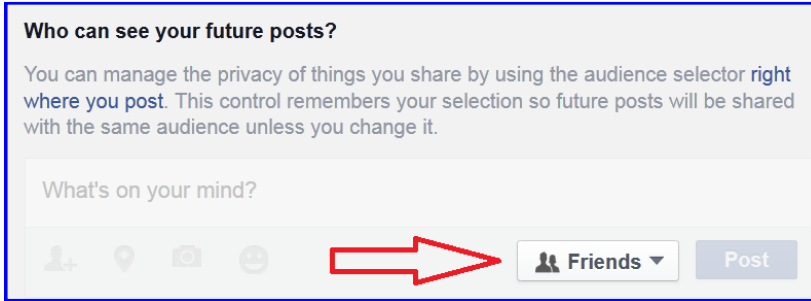 Who can see your future posts?
You can manage the privacy of things you share by using the audience selector right
where you post. This control remembers your selection so future posts will be shared
with the same audience unless you change it.
What's on your mind?
Friends Post